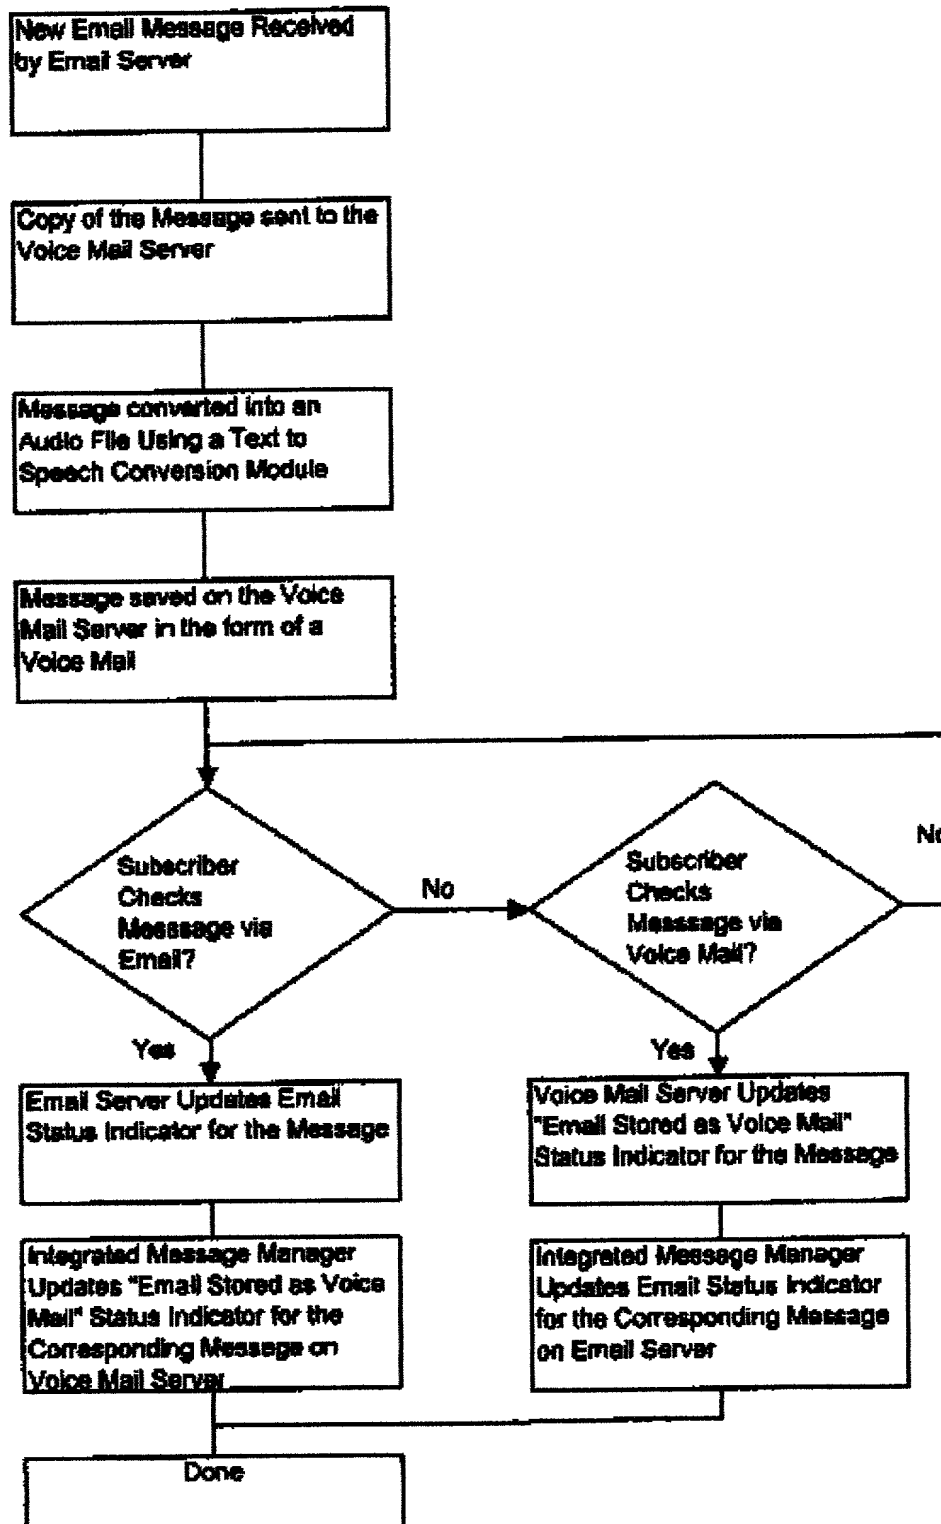 New Email Message Received
by Email Server
Copy of the Message sent to the
Voice Mail Server
Message converted into an
Audio File Using a Text to
Speech Conversion Module
Message saved on the Voice
Mail Server in the form of a
Voice Mail
Subscriber
Checks
Messsage via
Email?
No
Subscriber
Checks
Messsage via
Voice Mail?
No
Yes
Yes
Email Server Updates Email
Status Indicator for the Message
Voice Mail Server Updates
"Email Stored as Voice Mail"
Status Indicator for the Message
Integrated Message Manager
Updates "Email Stored as Voice
Mail" Status Indicator for the
Corresponding Message on
Voice Mail Server
Integrated Message Manager
Updates Email Status Indicator
for the Corresponding Message
on Email Server
Done